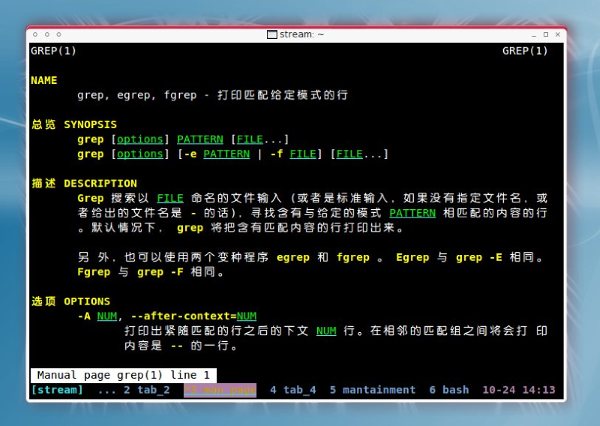 stream: ~
GREP(1) GREP(1)
NAME
grep, egrep, fgrep - 打印匹配给定模式的行
总览 SYNOPSIS
grep [options] PATTERN [FILE...]
grep [options] [-e PATTERN | -f FILE] [FILE...]
描述 DESCRIPTION
Grep 搜索以 FILE 命名的文件输入 (或者是标准输入，如果没有指定文件名，或
者给出的文件名是 - 的话)，寻找含有与给定的模式 PATTERN 相匹配的内容的行
。默认情况下， grep 将把含有匹配内容的行打印出来。
另 外，也可以使用两个变种程序 egrep 和 fgrep 。 Egrep 与 grep -E 相同。
Fgrep 与 grep -F 相同。
选项 OPTIONS
-A NUM, --after-context=NUM
打印出紧随匹配的行之后的下文 NUM 行。在相邻的匹配组之间将会打 印
内容是 -- 的一行。
Manual page grep(1) line 1
[stream] ... 2 tab_2 *3 man page 4 tab_4 5 mantainment 6 bash 10-24 14:13